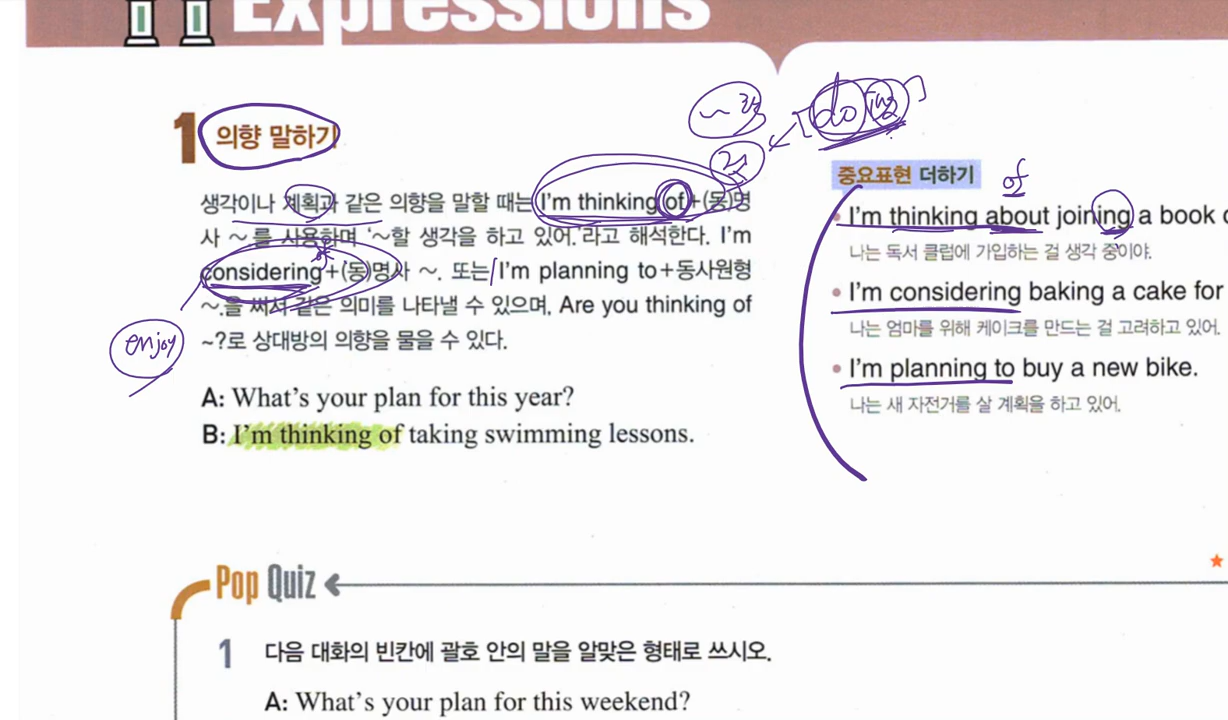 Expressions
1 의향 말하기
생각이나 계획과 같은 의향을 말할 때는 I'm thinking of+(동)명
사 ~를 사용하며 '~할 생각을 하고 있어.'라고 해석한다. I'm
considering+(동)명사 ~. 또는 I'm planning to+동사원형
~.을 써서 같은 의미를 나타낼 수 있으며, Are you thinking of
~?로 상대방의 의향을 물을 수 있다.
enjoy
A: What's your plan for this year?
B: I'm thinking of taking swimming lessons.
do
중요표현 더하기
of
I'm thinking about joining a book
나는 독서 클럽에 가입하는 걸 생각 중이야.
I'm considering baking a cake for
나는 엄마를 위해 케이크를 만드는 걸 고려하고 있어.
I'm planning to buy a new bike.
나는 새 자전거를 살 계획을 하고 있어.
Pop Quiz
1 다음 대화의 빈칸에 괄호 안의 말을 알맞은 형태로 쓰시오.
A: What's your plan for this weekend?